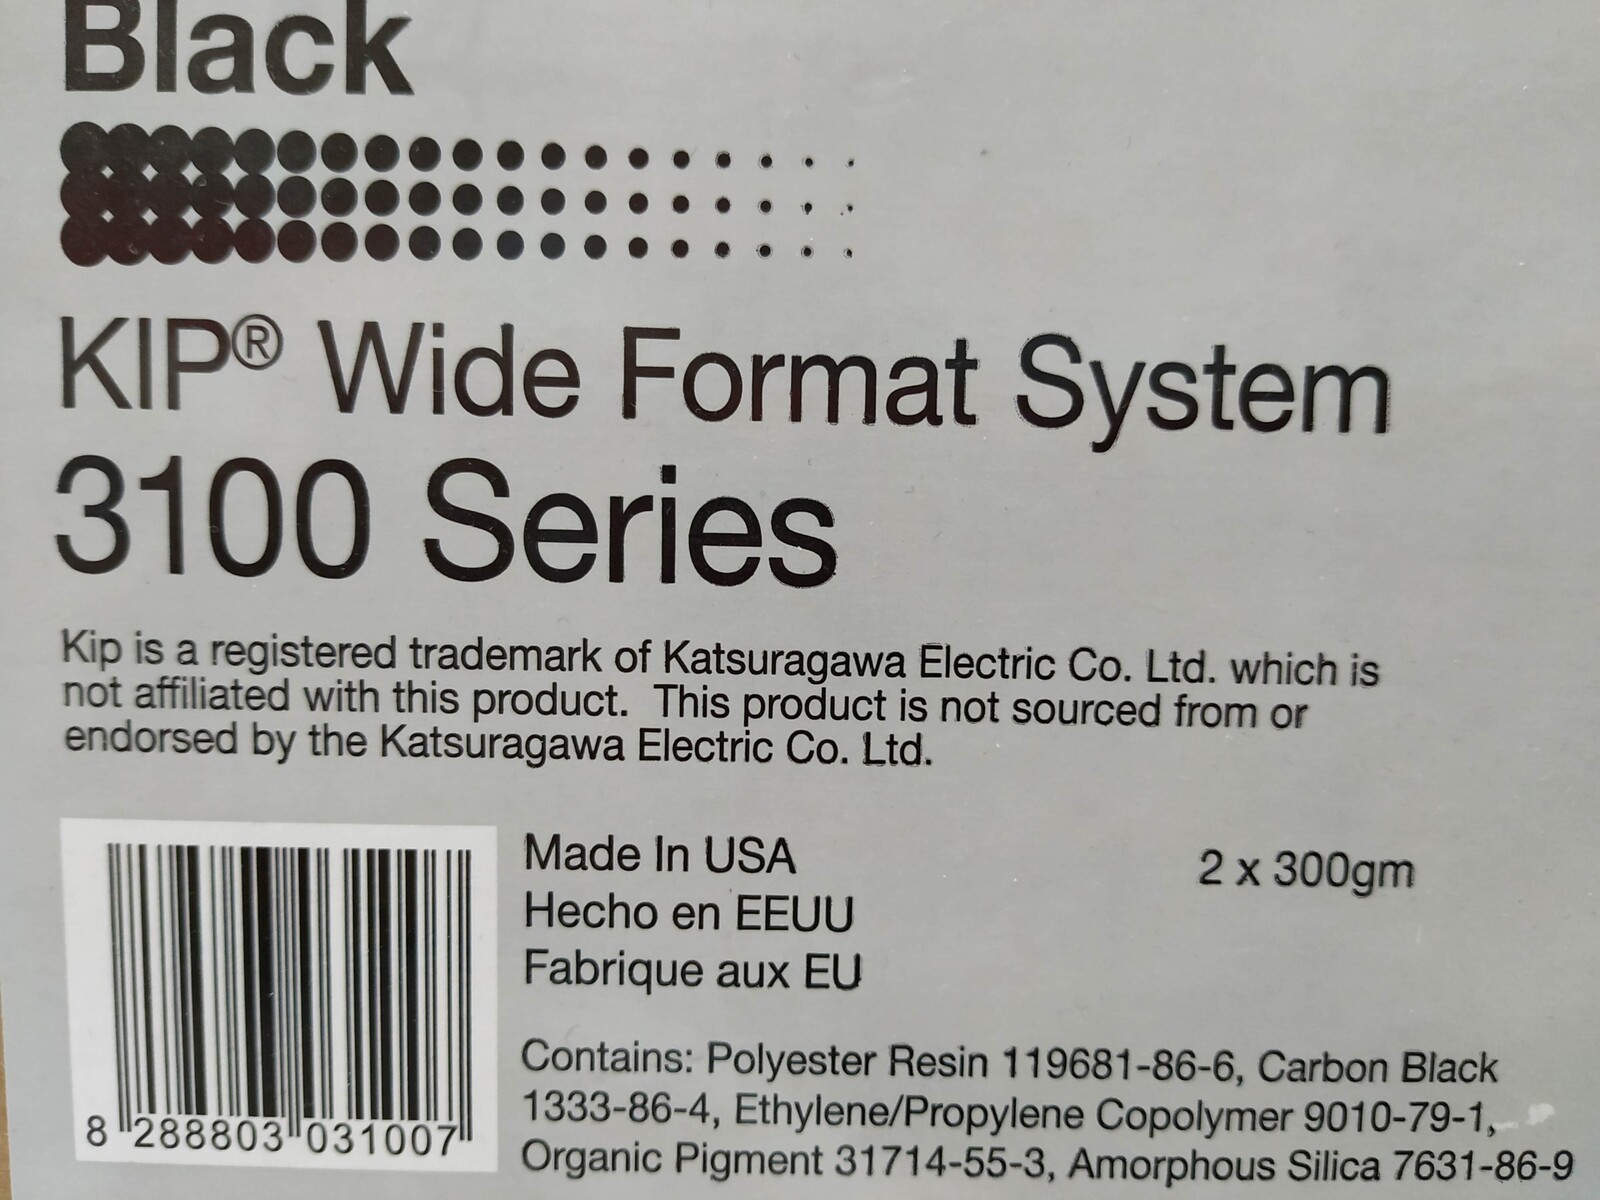 Black
KIP® Wide Format System
3100 Series
Kip is a registered trademark of Katsuragawa Electric Co. Ltd. which is
not affiliated with this product. This product is not sourced from or
endorsed by the Katsuragawa Electric Co. Ltd.
Made In USA
2 x 300gm
Hecho en EEUU
Fabrique aux EU
Contains: Polyester Resin 119681-86-6, Carbon Black
1333-86-4, Ethylene/Propylene Copolymer 9010-79-1,
Organic Pigment 31714-55-3, Amorphous Silica 7631-86-9
8 288803 031007